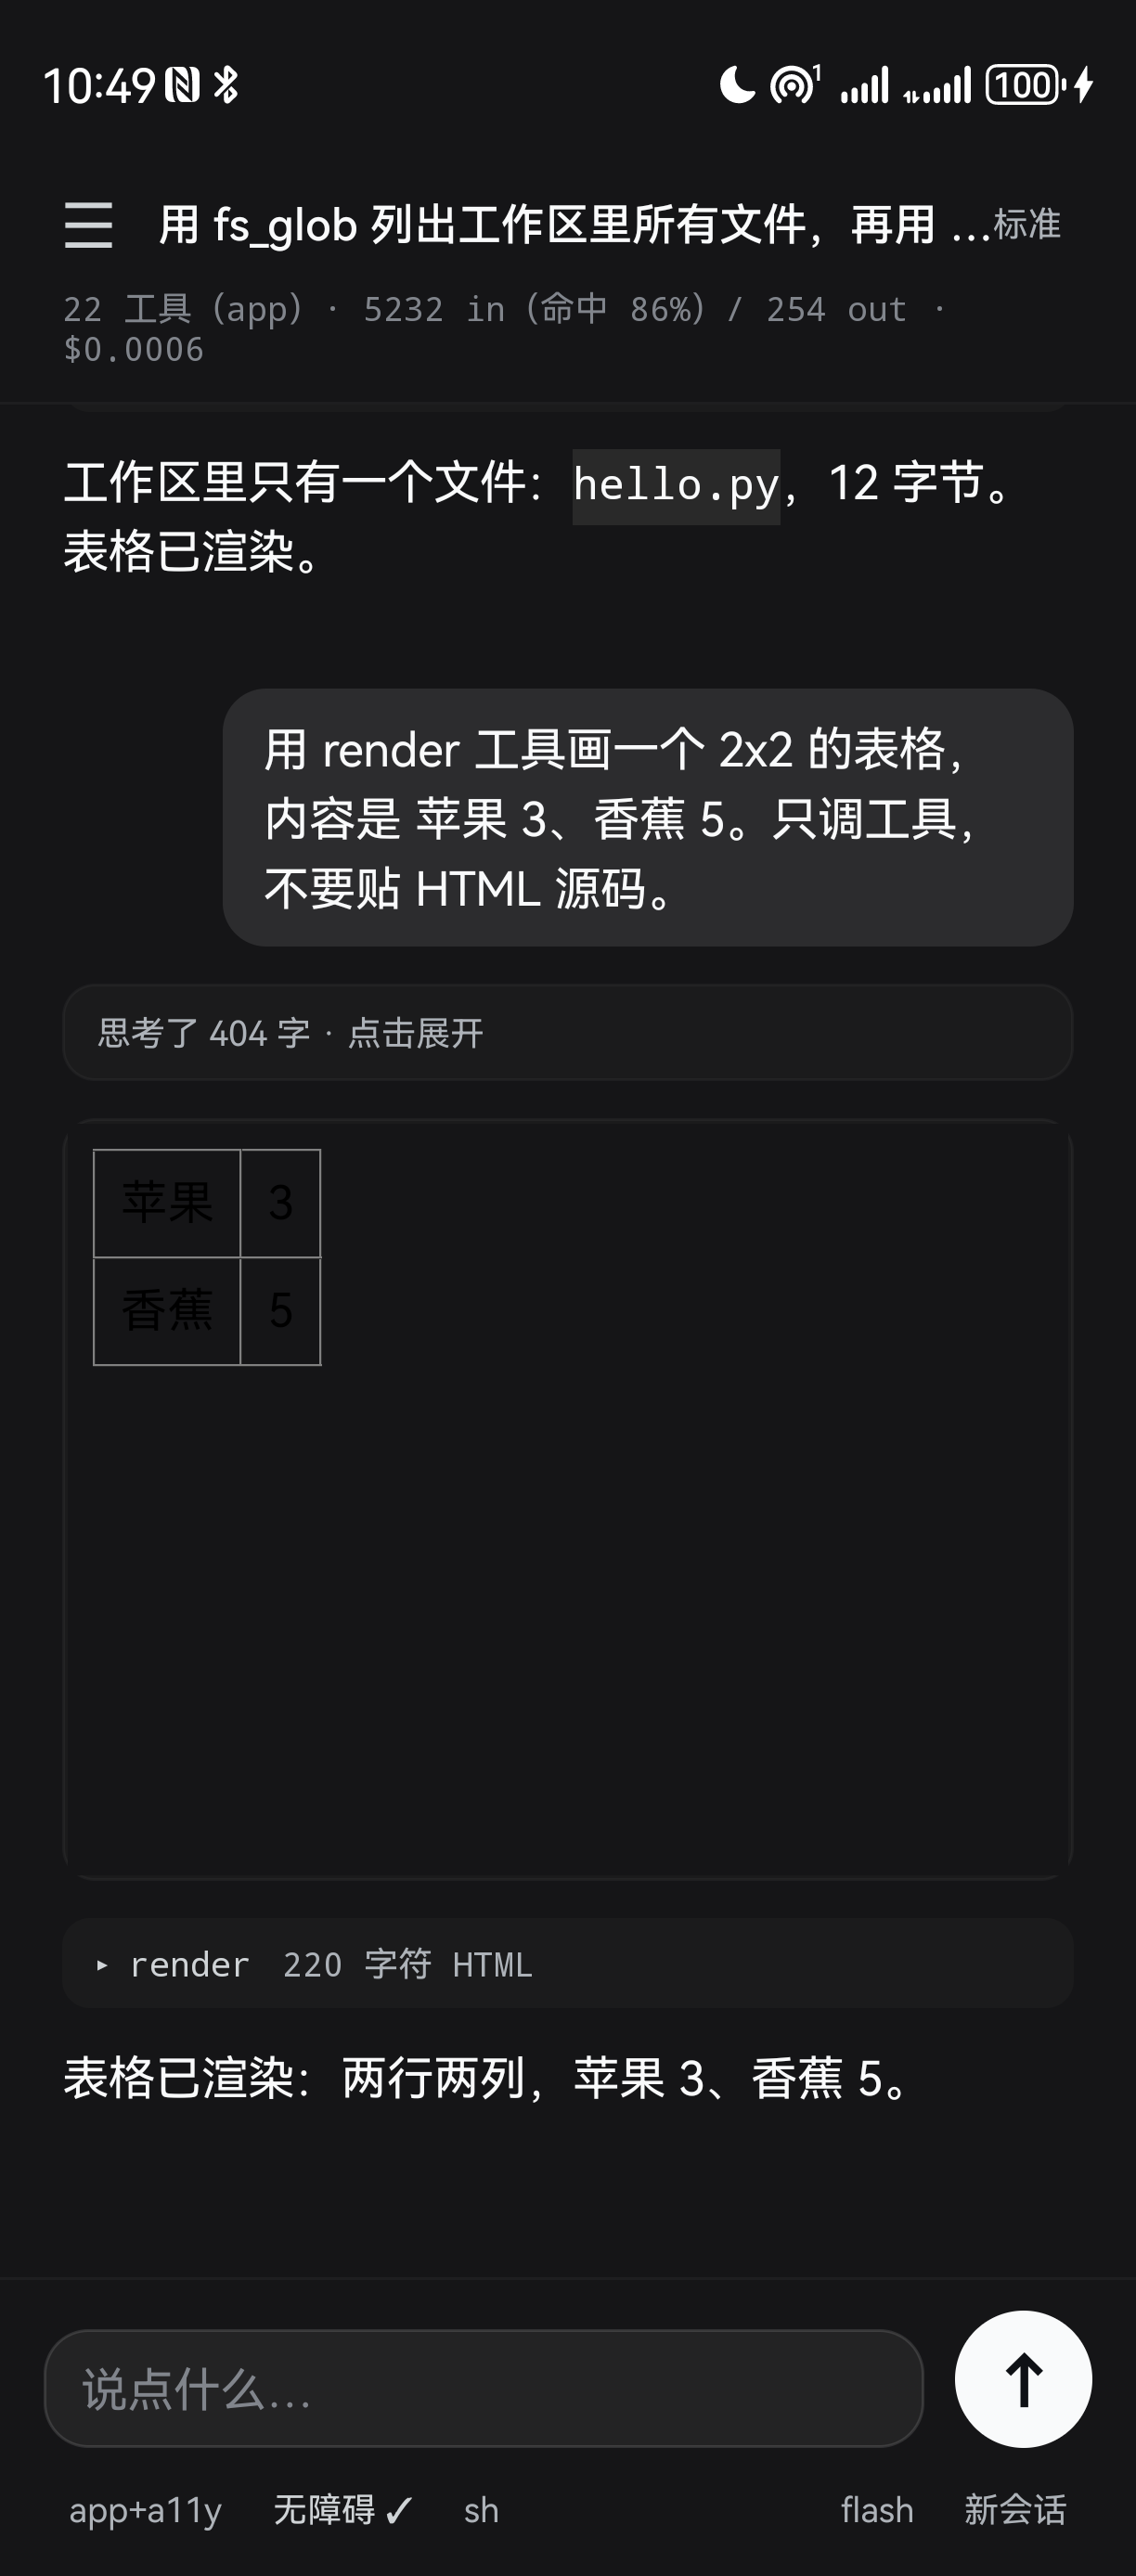 10:49
1
100
用 fs_glob 列出工作区里所有文件，再用 …标准
22 工具（app）· 5232 in（命中 86%）/ 254 out ·
$0.0006
工作区里只有一个文件：hello.py，12 字节。
表格已渲染。
用 render 工具画一个 2x2 的表格，
内容是 苹果 3、香蕉 5。只调工具，
不要贴 HTML 源码。
思考了 404 字 · 点击展开
苹果 3
香蕉 5
▸ render 220 字符 HTML
表格已渲染：两行两列，苹果 3、香蕉 5。
说点什么…
app+a11y 无障碍 ✓ sh flash 新会话